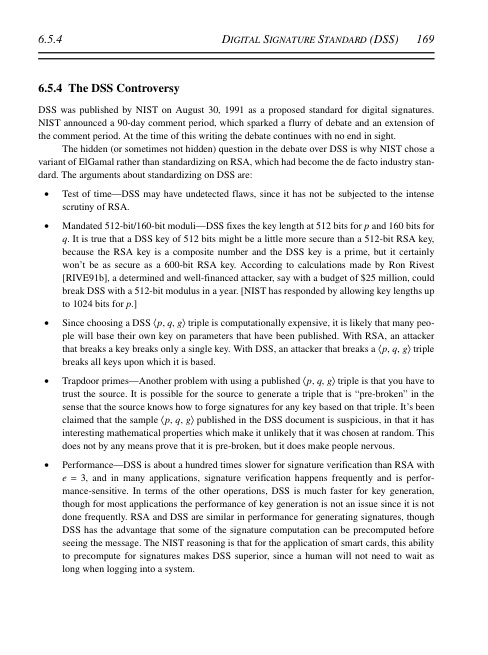 6.5.4 DIGITAL SIGNATURE STANDARD (DSS) 169
6.5.4 The DSS Controversy
DSS was published by NIST on August 30, 1991 as a proposed standard for digital signatures.
NIST announced a 90-day comment period, which sparked a flurry of debate and an extension of
the comment period. At the time of this writing the debate continues with no end in sight.
The hidden (or sometimes not hidden) question in the debate over DSS is why NIST chose a
variant of ElGamal rather than standardizing on RSA, which had become the de facto industry stan-
dard. The arguments about standardizing on DSS are:
• Test of time—DSS may have undetected flaws, since it has not be subjected to the intense
scrutiny of RSA.
• Mandated 512-bit/160-bit moduli—DSS fixes the key length at 512 bits for p and 160 bits for
q. It is true that a DSS key of 512 bits might be a little more secure than a 512-bit RSA key,
because the RSA key is a composite number and the DSS key is a prime, but it certainly
won't be as secure as a 600-bit RSA key. According to calculations made by Ron Rivest
[RIVE91b], a determined and well-financed attacker, say with a budget of $25 million, could
break DSS with a 512-bit modulus in a year. [NIST has responded by allowing key lengths up
to 1024 bits for p.]
• Since choosing a DSS ⟨p, q, g⟩ triple is computationally expensive, it is likely that many peo-
ple will base their own key on parameters that have been published. With RSA, an attacker
that breaks a key breaks only a single key. With DSS, an attacker that breaks a ⟨p, q, g⟩ triple
breaks all keys upon which it is based.
• Trapdoor primes—Another problem with using a published ⟨p, q, g⟩ triple is that you have to
trust the source. It is possible for the source to generate a triple that is “pre-broken” in the
sense that the source knows how to forge signatures for any key based on that triple. It's been
claimed that the sample ⟨p, q, g⟩ published in the DSS document is suspicious, in that it has
interesting mathematical properties which make it unlikely that it was chosen at random. This
does not by any means prove that it is pre-broken, but it does make people nervous.
• Performance—DSS is about a hundred times slower for signature verification than RSA with
e = 3, and in many applications, signature verification happens frequently and is perfor-
mance-sensitive. In terms of the other operations, DSS is much faster for key generation,
though for most applications the performance of key generation is not an issue since it is not
done frequently. RSA and DSS are similar in performance for generating signatures, though
DSS has the advantage that some of the signature computation can be precomputed before
seeing the message. The NIST reasoning is that for the application of smart cards, this ability
to precompute for signatures makes DSS superior, since a human will not need to wait as
long when logging into a system.